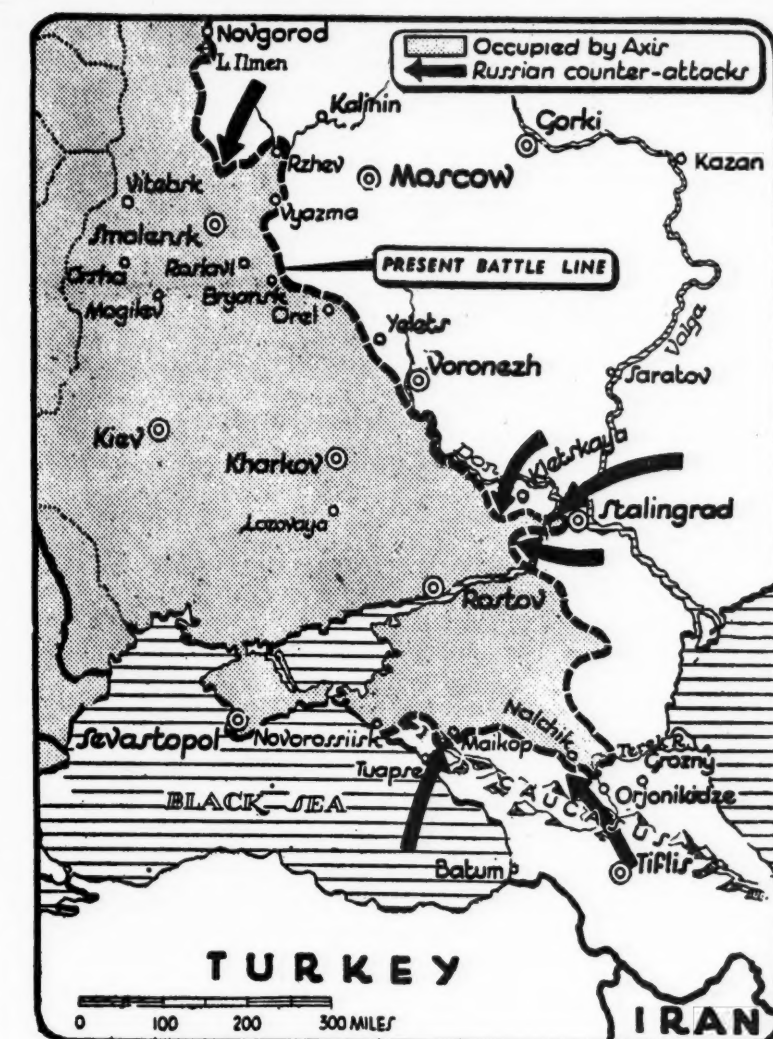 Novgorod
L. Ilmen
Occupied by Axis
Russian counter-attacks
Kalinin
Gorki
Kazan
Rzhev
Moscow
Vitebsk
Vyazma
Smolensk
Orsha
Roslavl
PRESENT BATTLE LINE
Mogilev
Bryansk
Orel
Yelets
Volga
Voronezh
Saratov
Kiev
Don
Kletskaya
Kharkov
Stalingrad
Lozovaya
Rostov
Sevastopol
Novorossiisk
Maikop
Nalchik
Terek R.
Grozny
Tuapse
CAUCASUS
Orjonikidze
BLACK SEA
Batum
Tiflis
TURKEY
IRAN
0 100 200 300 MILES